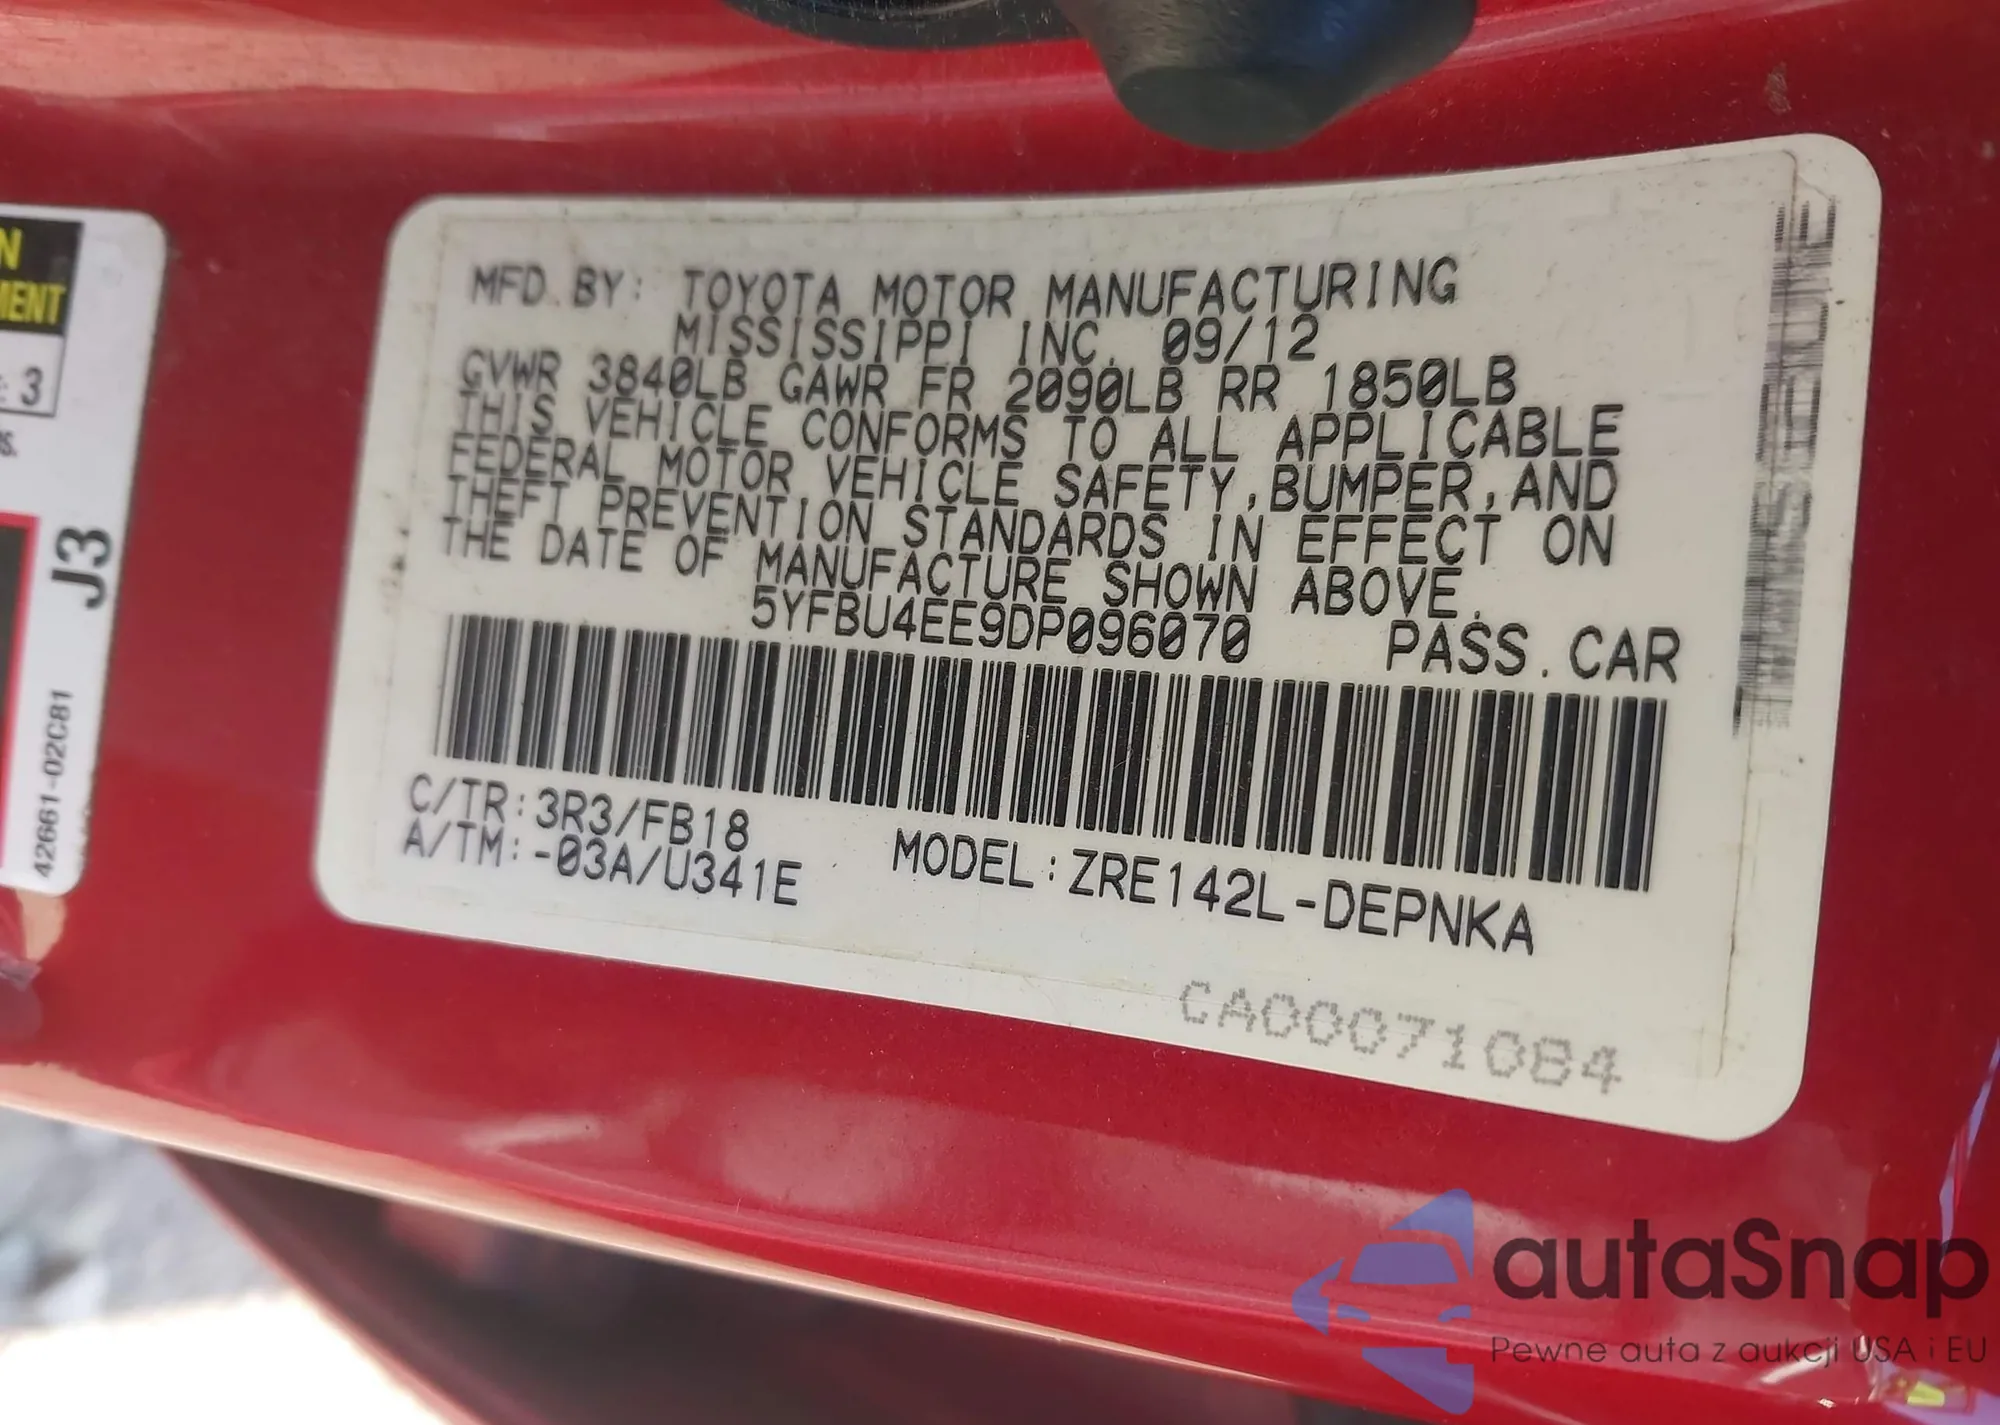 N
MENT
3
J3
42661-02C81
MFD. BY: TOYOTA MOTOR MANUFACTURING
MISSISSIPPI INC. 09/12
GVWR 3840LB GAWR FR 2090LB RR 1850LB
THIS VEHICLE CONFORMS TO ALL APPLICABLE
FEDERAL MOTOR VEHICLE SAFETY,BUMPER,AND
THEFT PREVENTION STANDARDS IN EFFECT ON
THE DATE OF MANUFACTURE SHOWN ABOVE.
5YFBU4EE9DP096070 PASS.CAR
C/TR:3R3/FB18
A/TM:-03A/U341E
MODEL:ZRE142L-DEPNKA
CA00071084
autaSnap
Pewne auta z aukcji USA i EU